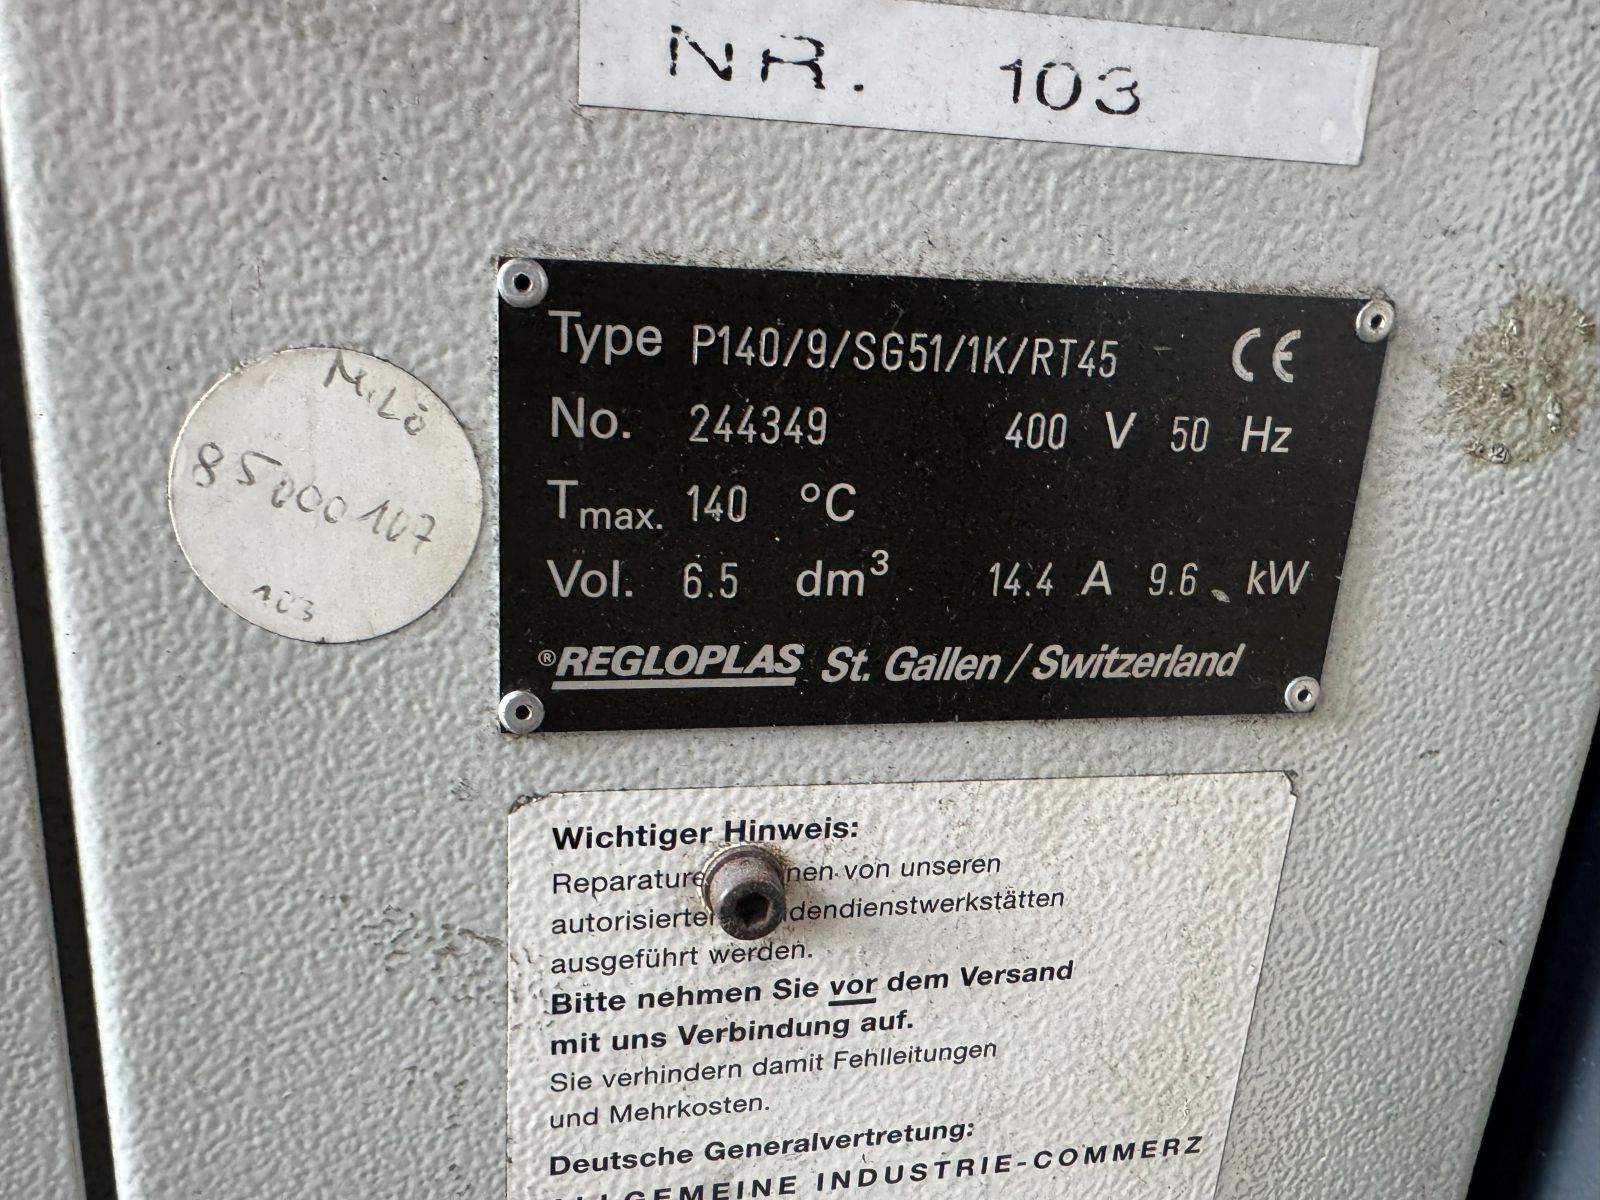 NR. 103
Type P140/9/SG51/1K/RT45 CE
No. 244349 400 V 50 Hz
Tmax. 140 °C
Vol. 6.5 dm³ 14.4 A 9.6 kW
®REGLOPLAS St. Gallen / Switzerland
85000107
103
Wichtiger Hinweis:
von unseren
ausgeführt werden.
Bitte nehmen Sie vor dem Versand
mit uns Verbindung auf.
Sie verhindern damit Fehlleitungen
und Mehrkosten.
Deutsche Generalvertretung:
ALLGEMEINE INDUSTRIE-COMMERZ